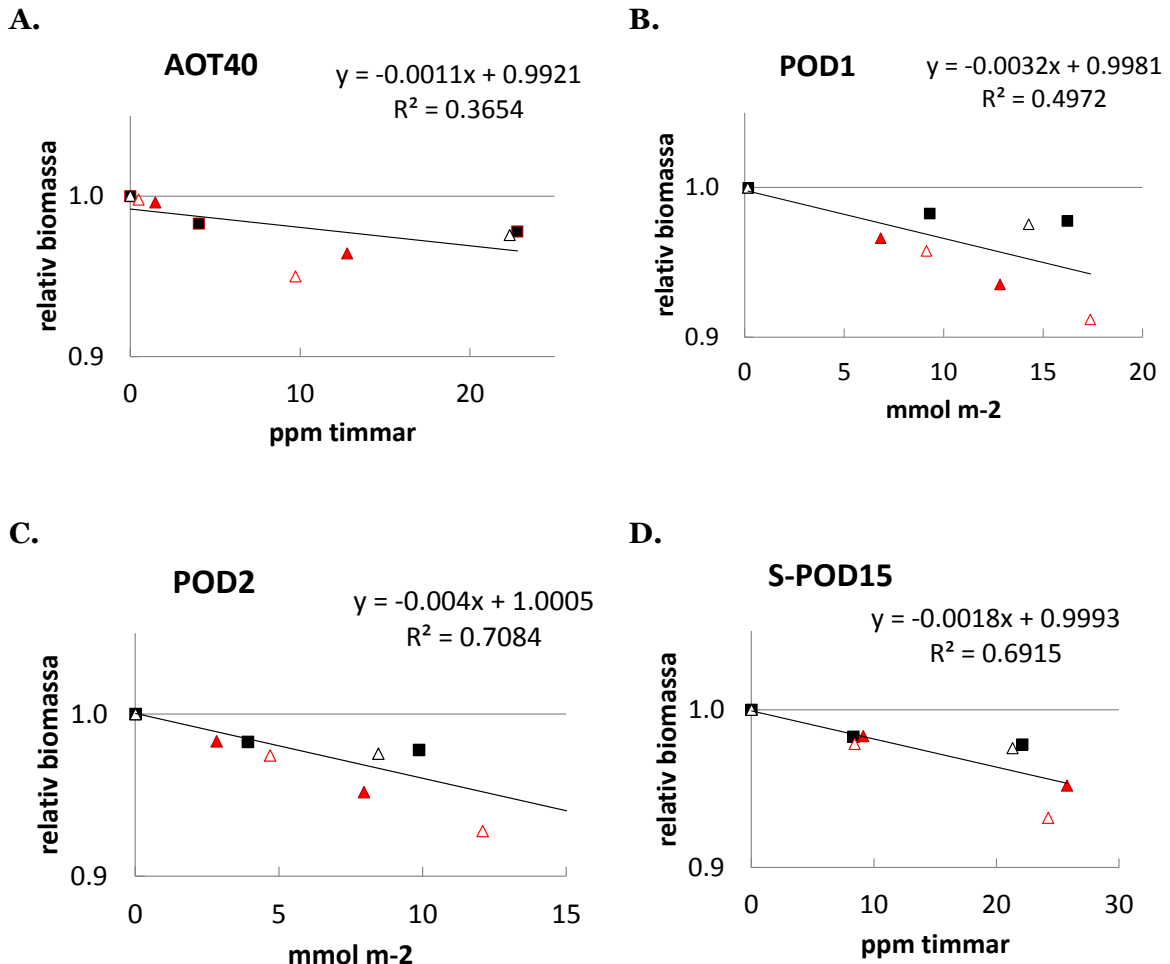 A.
AOT40
y = -0.0011x + 0.9921
R² = 0.3654
relativ biomassa
1.0
0.9
0 10 20
ppm timmar
B.
POD1
y = -0.0032x + 0.9981
R² = 0.4972
relativ biomassa
1.0
0.9
0 5 10 15 20
mmol m-2
C.
POD2
y = -0.004x + 1.0005
R² = 0.7084
relativ biomassa
1.0
0.9
0 5 10 15
mmol m-2
D.
S-POD15
y = -0.0018x + 0.9993
R² = 0.6915
relativ biomassa
1.0
0.9
0 10 20 30
ppm timmar